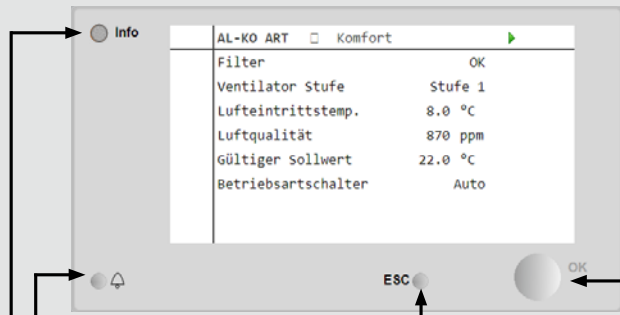 Info
AL-KO ART Komfort
Filter OK
Ventilator Stufe Stufe 1
Lufteintrittstemp. 8.0 °C
Luftqualität 870 ppm
Gültiger Sollwert 22.0 °C
Betriebsartschalter Auto
ESC
OK